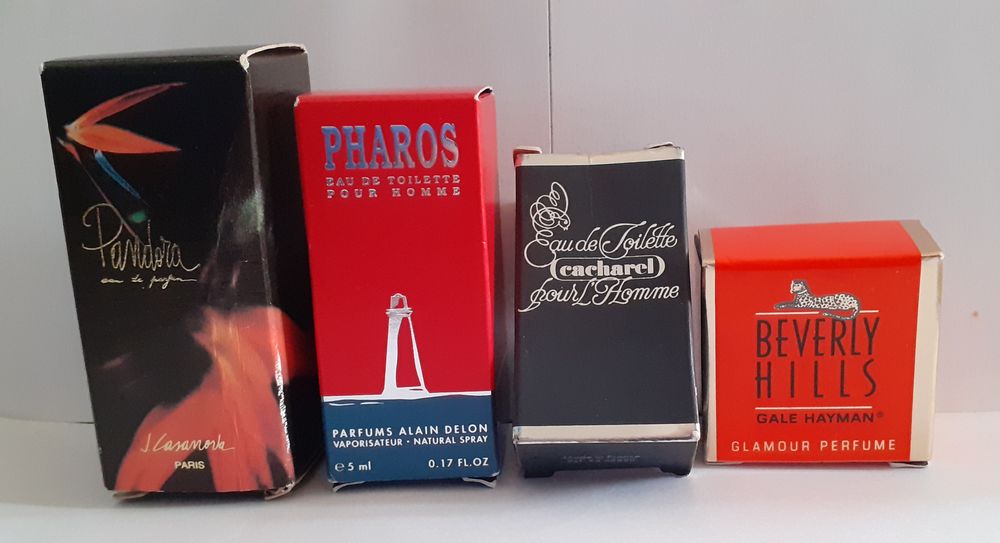 Pandora
eau de parfum
J. Casanova
PARIS
PHAROS
EAU DE TOILETTE
POUR HOMME
PARFUMS ALAIN DELON
VAPORISATEUR · NATURAL SPRAY
e 5 ml 0.17 FL.OZ
Eau de Toilette
(cacharel)
pour L'Homme
BEVERLY
HILLS
GALE HAYMAN®
GLAMOUR PERFUME